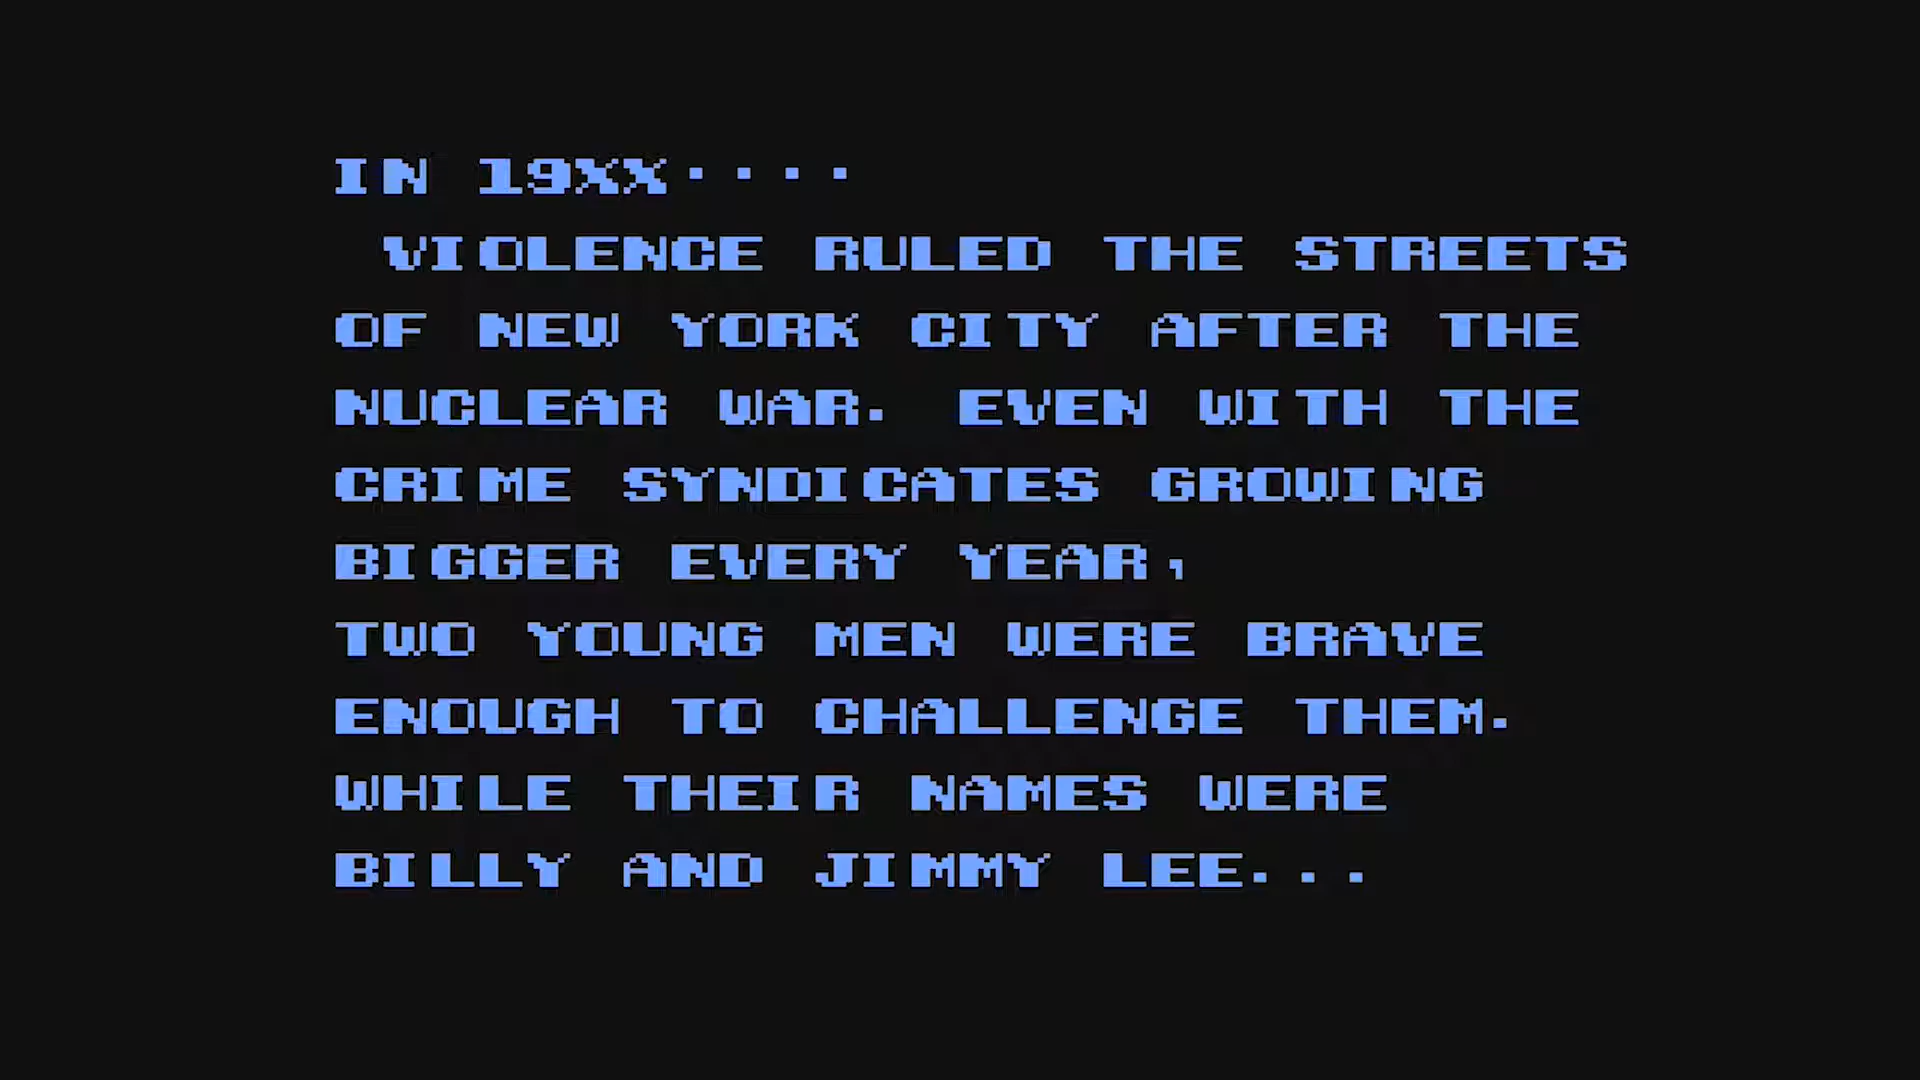 IN 19XX····
VIOLENCE RULED THE STREETS
OF NEW YORK CITY AFTER THE
NUCLEAR WAR. EVEN WITH THE
CRIME SYNDICATES GROWING
BIGGER EVERY YEAR,
TWO YOUNG MEN WERE BRAVE
ENOUGH TO CHALLENGE THEM.
WHILE THEIR NAMES WERE
BILLY AND JIMMY LEE...